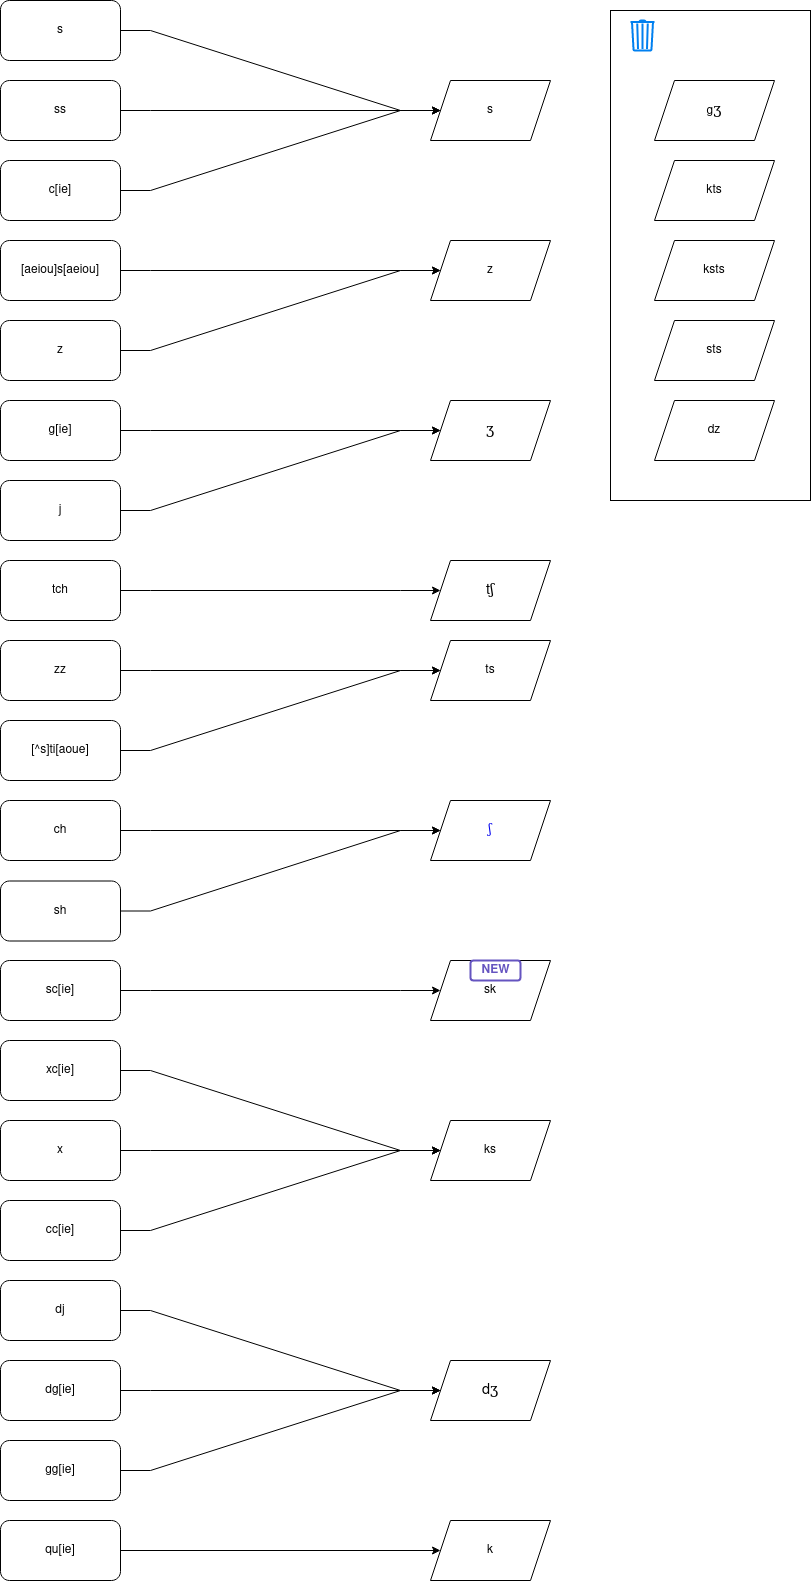 s
ss
c[ie]
s
[aeiou]s[aeiou]
z
z
g[ie]
j
ʒ
tch
tʃ
zz
[^s]ti[aoue]
ts
ch
sh
ʃ
sc[ie]
NEW
sk
xc[ie]
x
cc[ie]
ks
dj
dg[ie]
gg[ie]
dʒ
qu[ie]
k
gʒ
kts
ksts
sts
dz